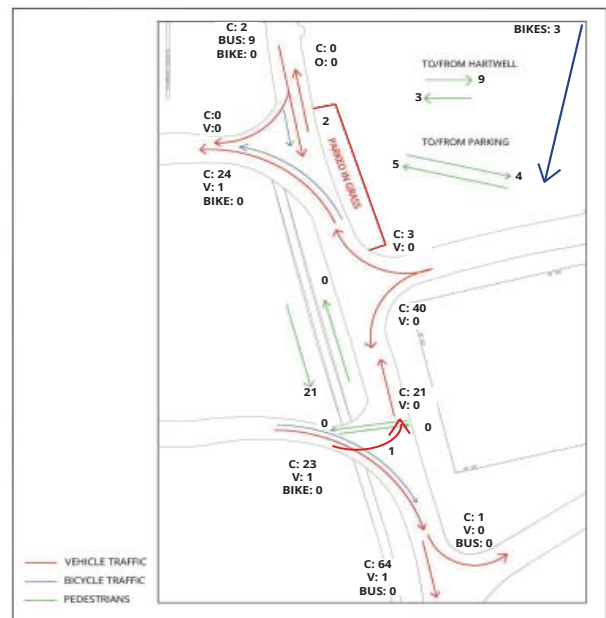 C: 2
BUS: 9
BIKE: 0
C: 0
O: 0
BIKES: 3
TO/FROM HARTWELL
9
3
C:0
V:0
2
PARKED IN GRASS
TO/FROM PARKING
5
4
C: 24
V: 1
BIKE: 0
C: 3
V: 0
0
C: 40
V: 0
21
C: 21
V: 0
0
0
1
C: 23
V: 1
BIKE: 0
C: 1
V: 0
BUS: 0
C: 64
V: 1
BUS: 0
VEHICLE TRAFFIC
BICYCLE TRAFFIC
PEDESTRIANS